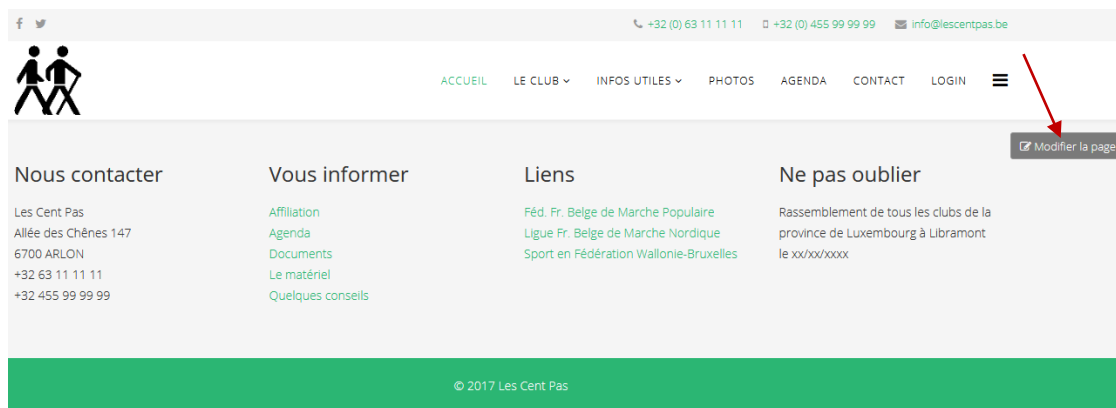 +32 (0) 63 11 11 11 +32 (0) 455 99 99 99 info@lescentpas.be
ACCUEIL LE CLUB INFOS UTILES PHOTOS AGENDA CONTACT LOGIN
Modifier la page
Nous contacter
Les Cent Pas
Allée des Chênes 147
6700 ARLON
+32 63 11 11 11
+32 455 99 99 99
Vous informer
Affiliation
Agenda
Documents
Le matériel
Quelques conseils
Liens
Féd. Fr. Belge de Marche Populaire
Ligue Fr. Belge de Marche Nordique
Sport en Fédération Wallonie-Bruxelles
Ne pas oublier
Rassemblement de tous les clubs de la
province de Luxembourg à Libramont
le xx/xx/xxxx
© 2017 Les Cent Pas